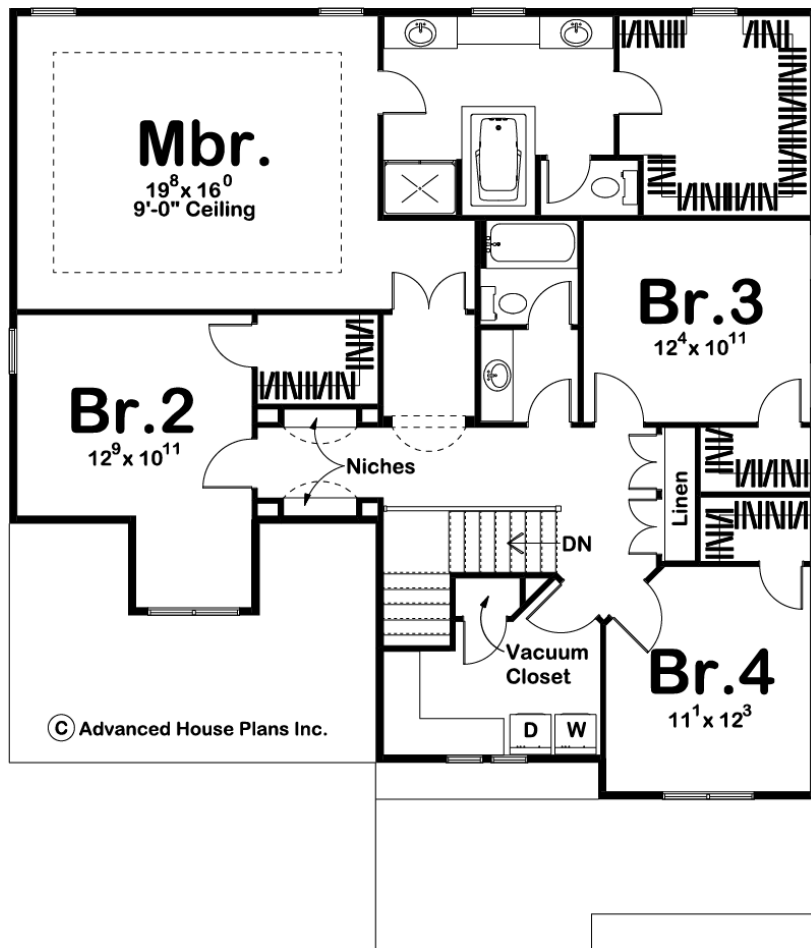 Mbr.
19⁸ x 16⁰
9'-0" Ceiling
Br.3
12⁴ x 10¹¹
Br.2
12⁹ x 10¹¹
Niches
Linen
DN
Vacuum
Closet
Br.4
11¹ x 12³
D
W
© Advanced House Plans Inc.